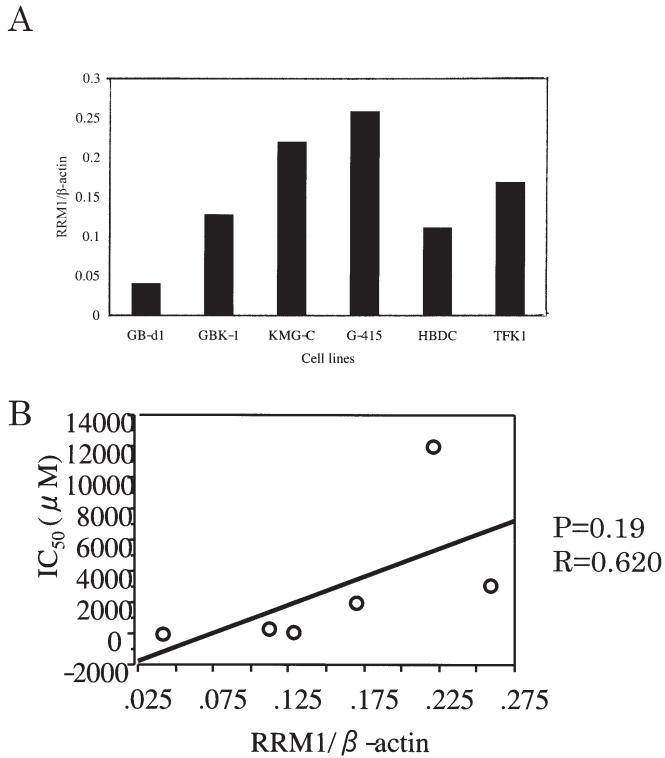 A
0.3
0.25
0.2
0.15
0.1
0.05
0
RRM1/β-actin
GB-d1 GBK-1 KMG-C G-415 HBDC TFK1
Cell lines
B
14000
12000
10000
8000
6000
4000
2000
0
-2000
IC50 (μM)
P=0.19
R=0.620
.025 .075 .125 .175 .225 .275
RRM1/β-actin